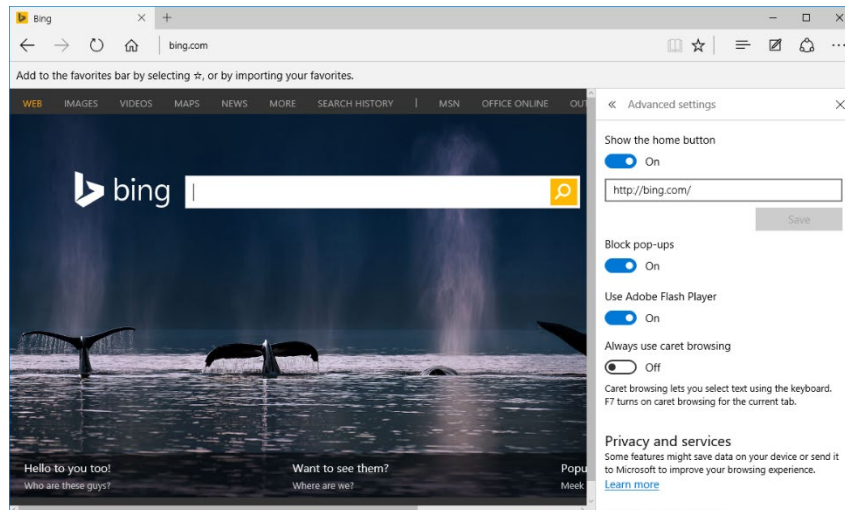 Bing
bing.com
Add to the favorites bar by selecting ☆, or by importing your favorites.
WEB IMAGES VIDEOS MAPS NEWS MORE SEARCH HISTORY | MSN OFFICE ONLINE OUT
bing
Hello to you too!
Who are these guys?
Want to see them?
Where are we?
Popu
Meek
« Advanced settings
Show the home button
On
http://bing.com/
Save
Block pop-ups
On
Use Adobe Flash Player
On
Always use caret browsing
Off
Caret browsing lets you select text using the keyboard.
F7 turns on caret browsing for the current tab.
Privacy and services
Some features might save data on your device or send it
to Microsoft to improve your browsing experience.
Learn more